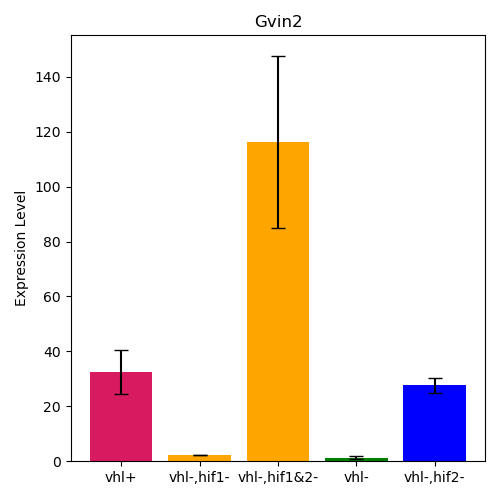 Gvin2
Expression Level
140
120
100
80
60
40
20
0
vhl+
vhl-,hif1-
vhl-,hif1&2-
vhl-
vhl-,hif2-